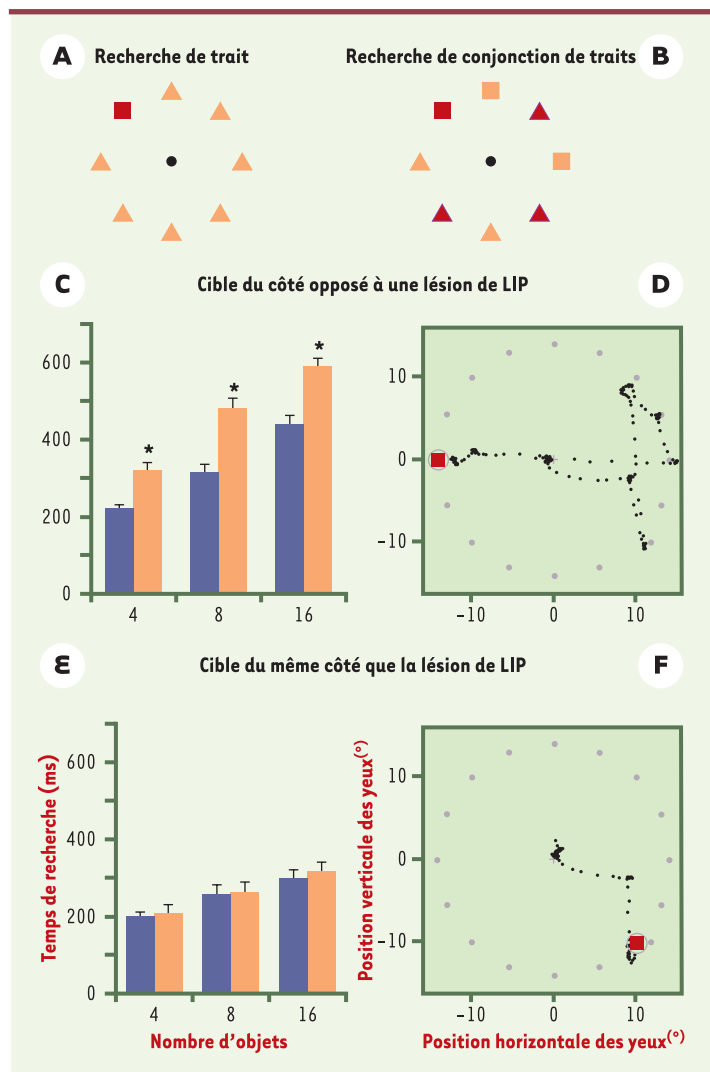 A Recherche de trait
Recherche de conjonction de traits B
C Cible du côté opposé à une lésion de LIP D
600
400
200
0
4 8 16
* * *
10
0
-10
-10 0 10
E Cible du même côté que la lésion de LIP F
Temps de recherche (ms)
600
400
200
0
4 8 16
Nombre d'objets
Position verticale des yeux(°)
10
0
-10
-10 0 10
Position horizontale des yeux(°)